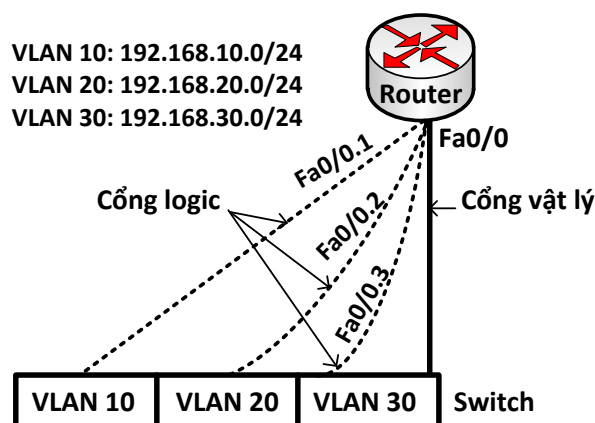 VLAN 10: 192.168.10.0/24
VLAN 20: 192.168.20.0/24
VLAN 30: 192.168.30.0/24
Router
Fa0/0
Fa0/0.1
Cổng logic
Fa0/0.2
Cổng vật lý
Fa0/0.3
VLAN 10
VLAN 20
VLAN 30
Switch